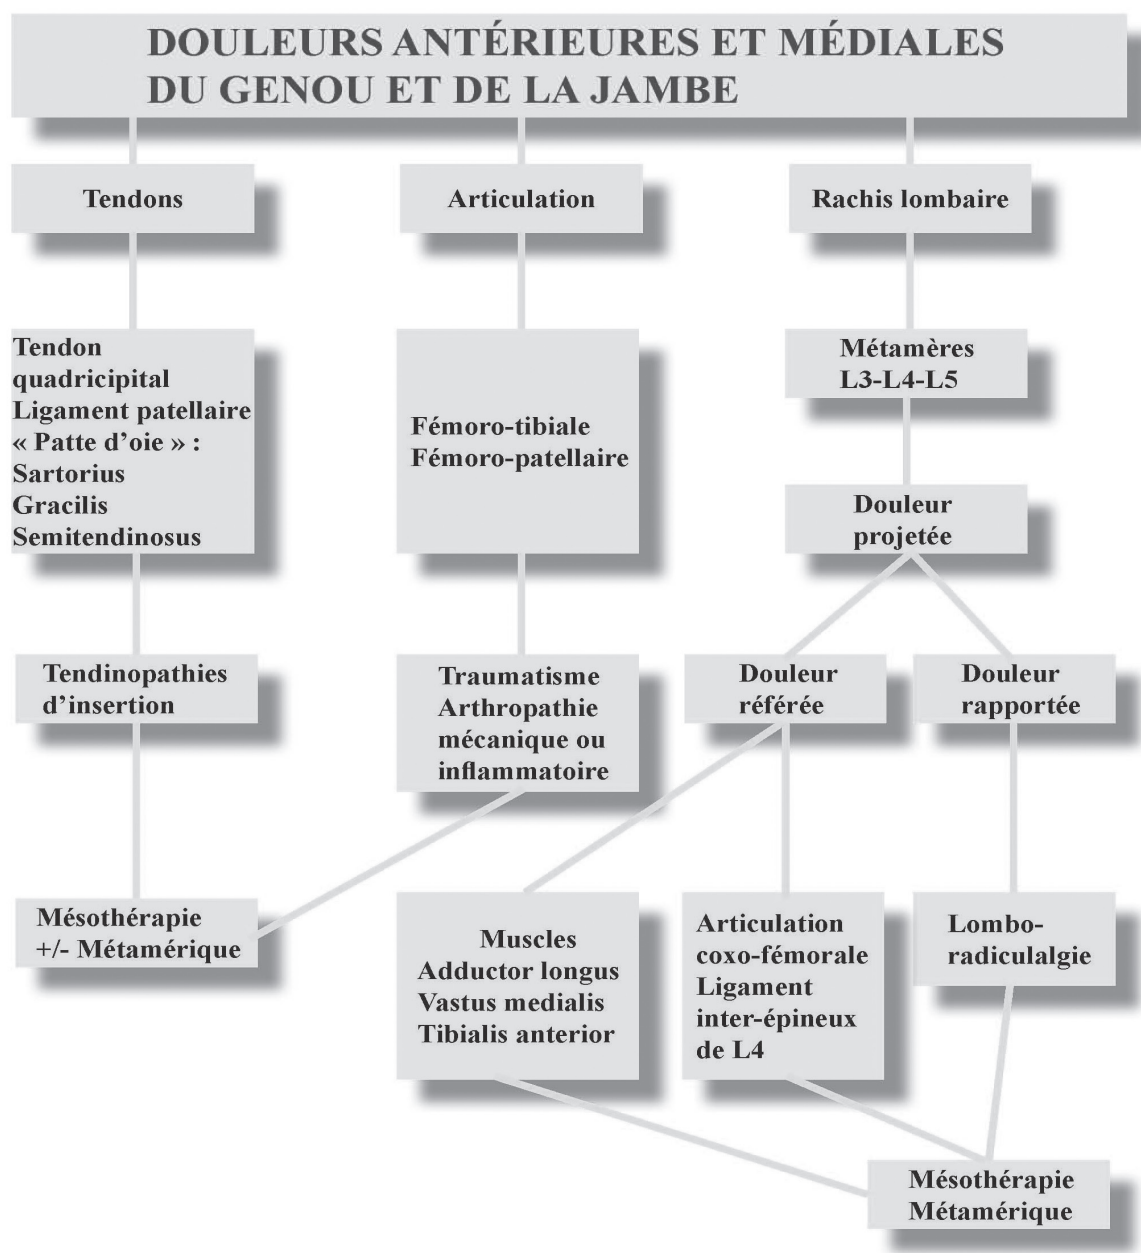 DOULEURS ANTÉRIEURES ET MÉDIALES
DU GENOU ET DE LA JAMBE
Tendons
Articulation
Rachis lombaire
Tendon
quadricipital
Ligament patellaire
« Patte d'oie » :
Sartorius
Gracilis
Semitendinosus
Fémoro-tibiale
Fémoro-patellaire
Métamères
L3-L4-L5
Douleur
projetée
Tendinopathies
d'insertion
Traumatisme
Arthropathie
mécanique ou
inflammatoire
Douleur
référée
Douleur
rapportée
Mésothérapie
+/- Métamérique
Muscles
Adductor longus
Vastus medialis
Tibialis anterior
Articulation
coxo-fémorale
Ligament
inter-épineux
de L4
Lombo-
radiculalgie
Mésothérapie
Métamérique